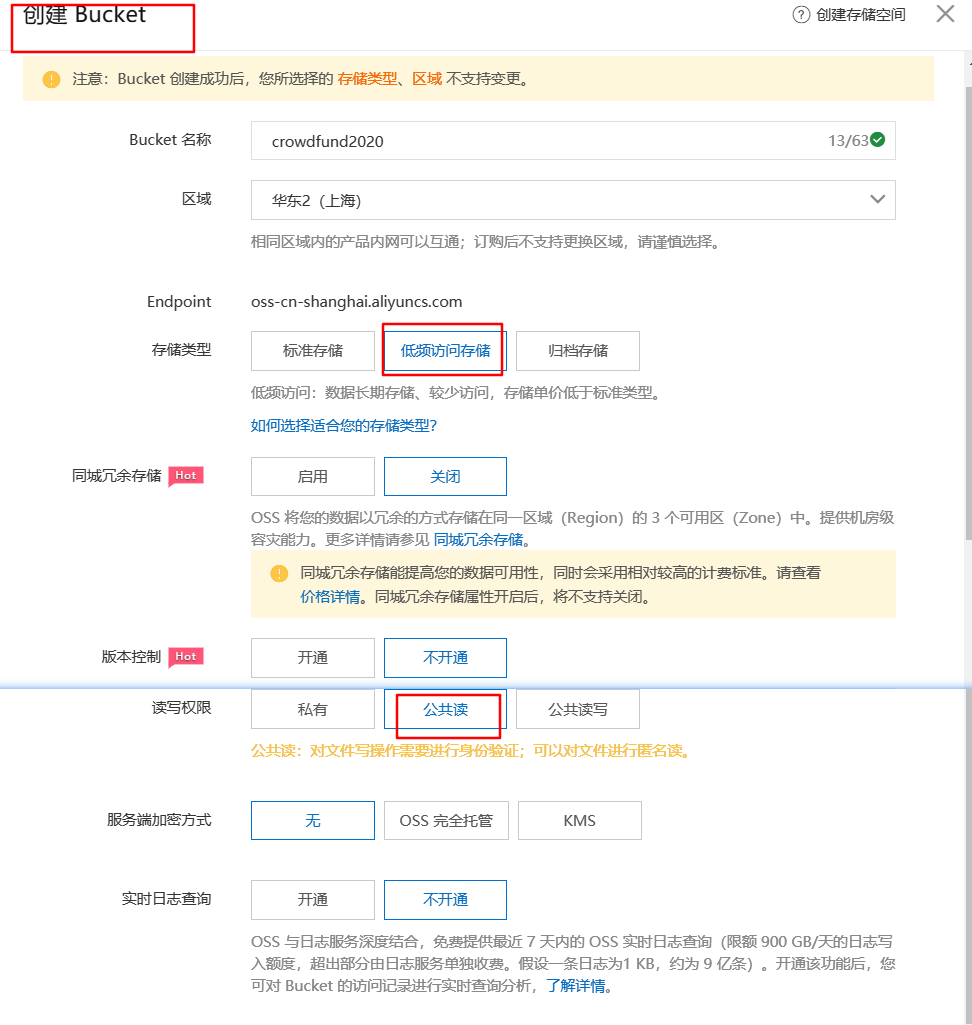 创建 Bucket
创建存储空间
注意：Bucket 创建成功后，您所选择的 存储类型、区域 不支持变更。
Bucket 名称
crowdfund2020
13/63
区域
华东2（上海）
相同区域内的产品内网可以互通；订购后不支持更换区域，请谨慎选择。
Endpoint
oss-cn-shanghai.aliyuncs.com
存储类型
标准存储
低频访问存储
归档存储
低频访问：数据长期存储、较少访问，存储单价低于标准类型。
如何选择适合您的存储类型？
同城冗余存储
Hot
启用
关闭
OSS 将您的数据以冗余的方式存储在同一区域（Region）的 3 个可用区（Zone）中。提供机房级
容灾能力。更多详情请参见 同城冗余存储。
同城冗余存储能提高您的数据可用性，同时会采用相对较高的计费标准。请查看
价格详情。同城冗余存储属性开启后，将不支持关闭。
版本控制
Hot
开通
不开通
读写权限
私有
公共读
公共读写
公共读：对文件写操作需要进行身份验证；可以对文件进行匿名读。
服务端加密方式
无
OSS 完全托管
KMS
实时日志查询
开通
不开通
OSS 与日志服务深度结合，免费提供最近 7 天内的 OSS 实时日志查询（限额 900 GB/天的日志写
入额度，超出部分由日志服务单独收费。假设一条日志为1 KB，约为 9 亿条）。开通该功能后，您
可对 Bucket 的访问记录进行实时查询分析，了解详情。